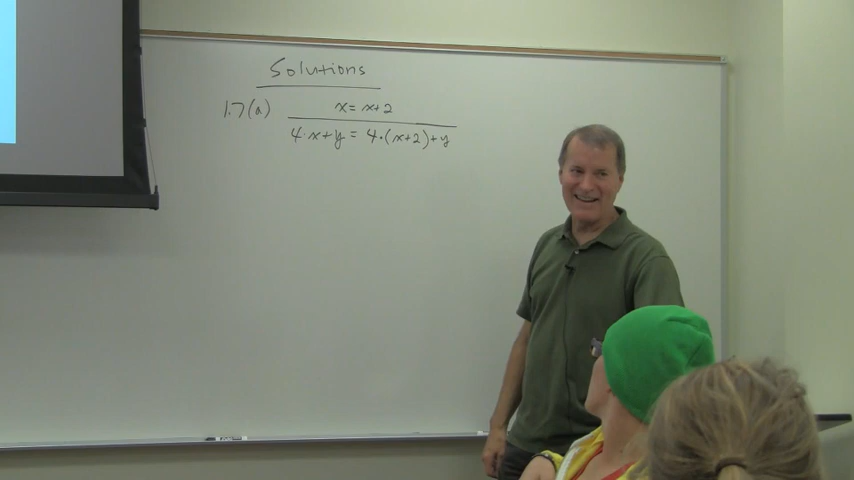 Solutions
1.7(a) x = x+2
4·x+y = 4·(x+2)+y